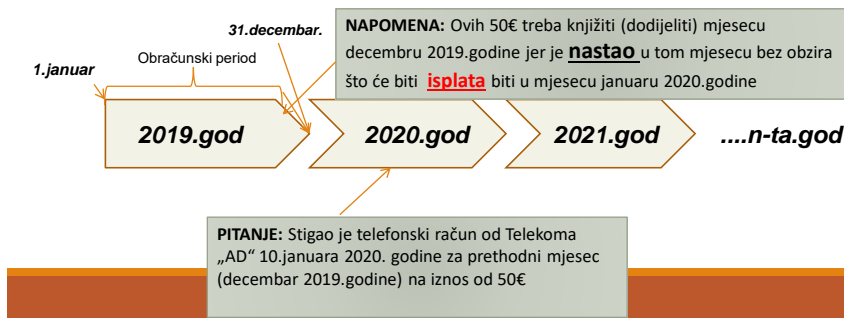 31.decembar.
1.januar
Obračunski period
NAPOMENA: Ovih 50€ treba knjižiti (dodijeliti) mjesecu
decembru 2019.godine jer je nastao u tom mjesecu bez obzira
što će biti isplata biti u mjesecu januaru 2020.godine
2019.god
2020.god
2021.god
....n-ta.god
PITANJE: Stigao je telefonski račun od Telekoma
„AD“ 10.januara 2020. godine za prethodni mjesec
(decembar 2019.godine) na iznos od 50€